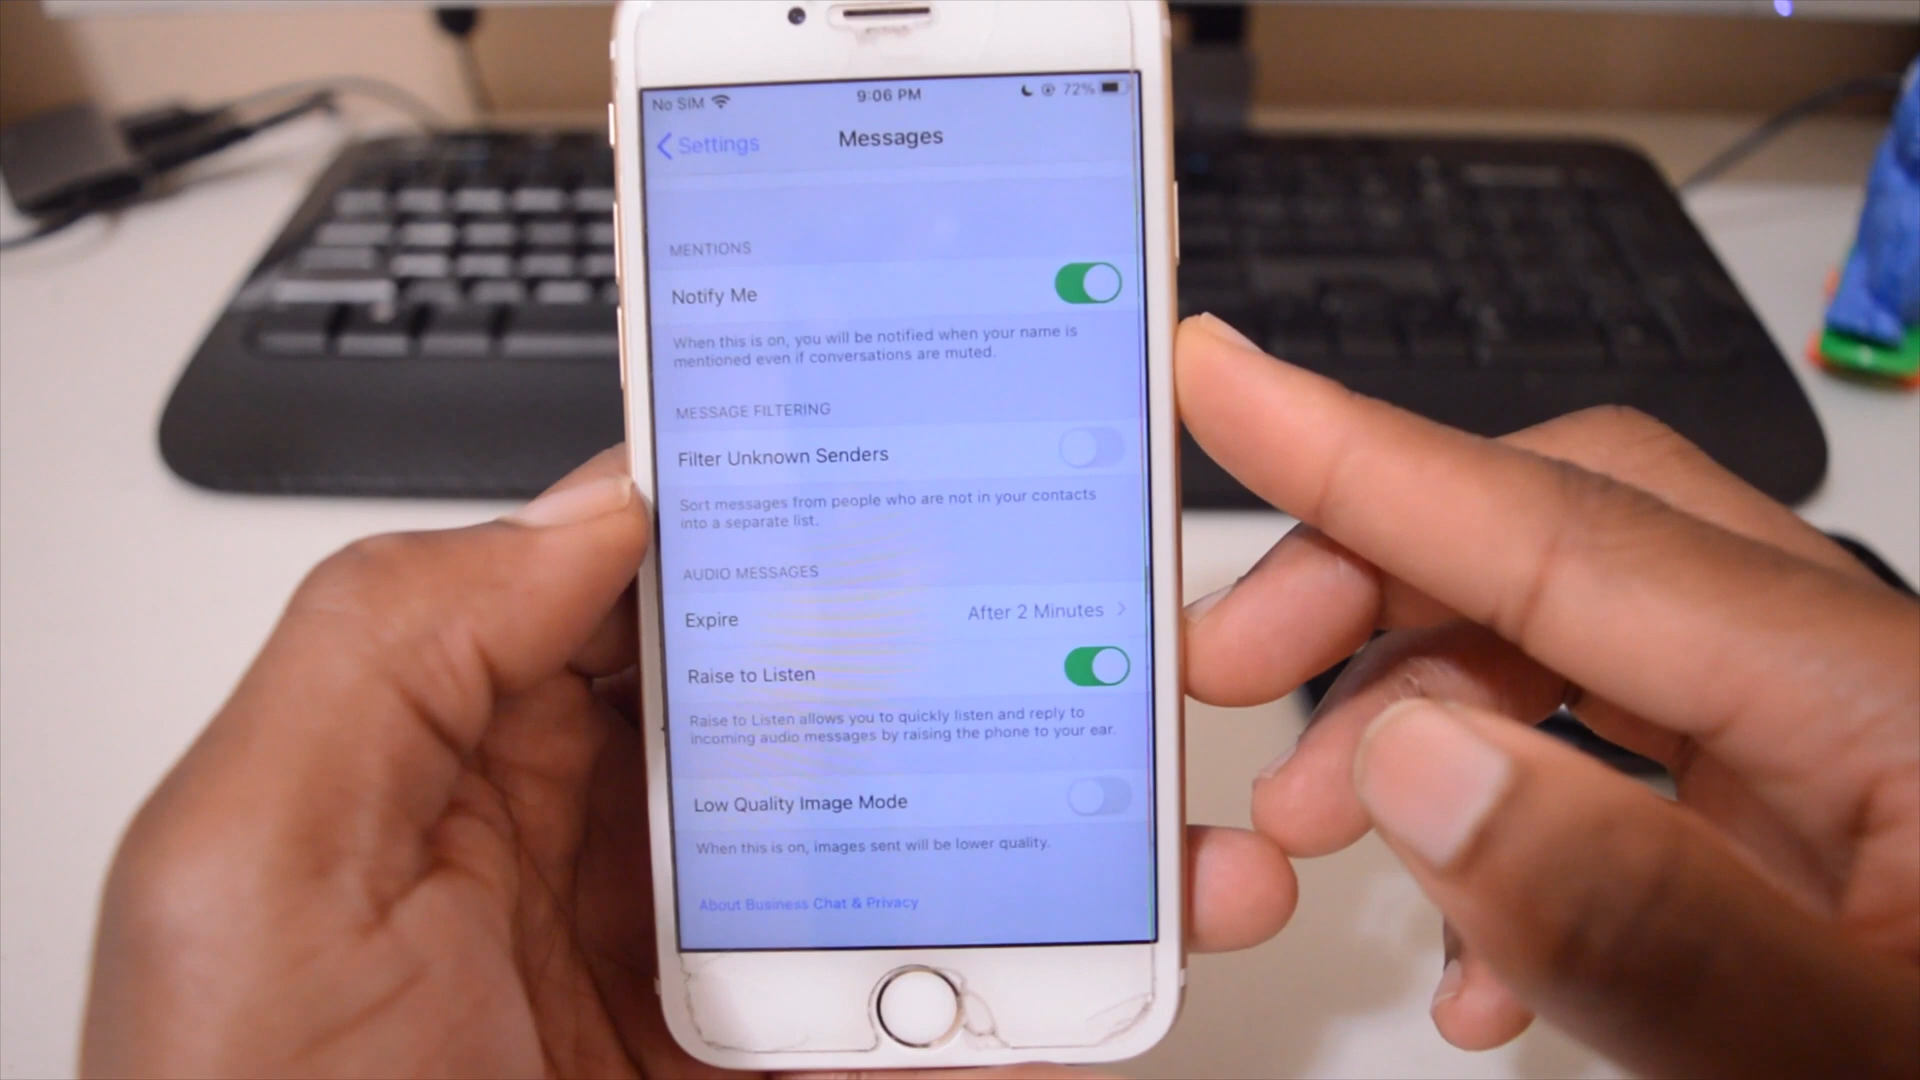 No SIM 9:06 PM 72%
Settings Messages
MENTIONS
Notify Me
When this is on, you will be notified when your name is
mentioned even if conversations are muted.
MESSAGE FILTERING
Filter Unknown Senders
Sort messages from people who are not in your contacts
into a separate list.
AUDIO MESSAGES
Expire After 2 Minutes
Raise to Listen
Raise to Listen allows you to quickly listen and reply to
incoming audio messages by raising the phone to your ear.
Low Quality Image Mode
When this is on, images sent will be lower quality.
About Business Chat & Privacy